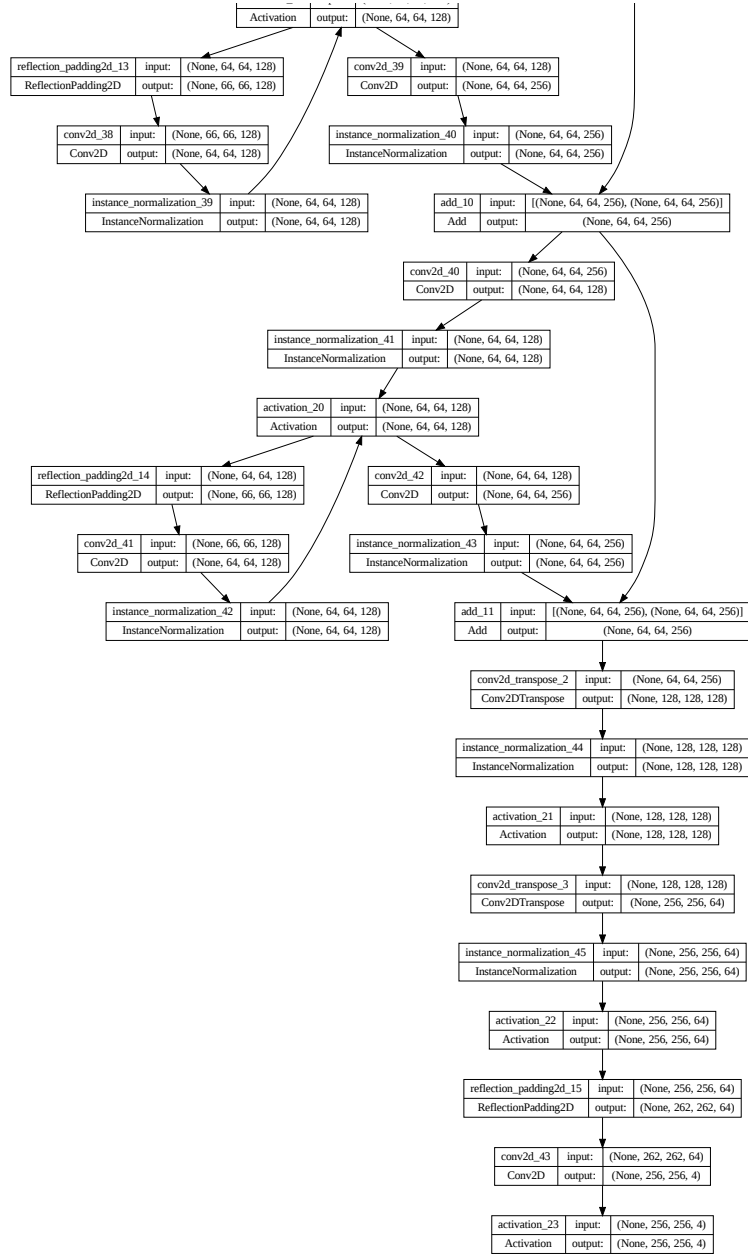 Activation output: (None, 64, 64, 128)
reflection_padding2d_13 input: (None, 64, 64, 128)
ReflectionPadding2D output: (None, 66, 66, 128)
conv2d_39 input: (None, 64, 64, 128)
Conv2D output: (None, 64, 64, 256)
conv2d_38 input: (None, 66, 66, 128)
Conv2D output: (None, 64, 64, 128)
instance_normalization_40 input: (None, 64, 64, 256)
InstanceNormalization output: (None, 64, 64, 256)
instance_normalization_39 input: (None, 64, 64, 128)
InstanceNormalization output: (None, 64, 64, 128)
add_10 input: [(None, 64, 64, 256), (None, 64, 64, 256)]
Add output: (None, 64, 64, 256)
conv2d_40 input: (None, 64, 64, 256)
Conv2D output: (None, 64, 64, 128)
instance_normalization_41 input: (None, 64, 64, 128)
InstanceNormalization output: (None, 64, 64, 128)
activation_20 input: (None, 64, 64, 128)
Activation output: (None, 64, 64, 128)
reflection_padding2d_14 input: (None, 64, 64, 128)
ReflectionPadding2D output: (None, 66, 66, 128)
conv2d_42 input: (None, 64, 64, 128)
Conv2D output: (None, 64, 64, 256)
conv2d_41 input: (None, 66, 66, 128)
Conv2D output: (None, 64, 64, 128)
instance_normalization_43 input: (None, 64, 64, 256)
InstanceNormalization output: (None, 64, 64, 256)
instance_normalization_42 input: (None, 64, 64, 128)
InstanceNormalization output: (None, 64, 64, 128)
add_11 input: [(None, 64, 64, 256), (None, 64, 64, 256)]
Add output: (None, 64, 64, 256)
conv2d_transpose_2 input: (None, 64, 64, 256)
Conv2DTranspose output: (None, 128, 128, 128)
instance_normalization_44 input: (None, 128, 128, 128)
InstanceNormalization output: (None, 128, 128, 128)
activation_21 input: (None, 128, 128, 128)
Activation output: (None, 128, 128, 128)
conv2d_transpose_3 input: (None, 128, 128, 128)
Conv2DTranspose output: (None, 256, 256, 64)
instance_normalization_45 input: (None, 256, 256, 64)
InstanceNormalization output: (None, 256, 256, 64)
activation_22 input: (None, 256, 256, 64)
Activation output: (None, 256, 256, 64)
reflection_padding2d_15 input: (None, 256, 256, 64)
ReflectionPadding2D output: (None, 262, 262, 64)
conv2d_43 input: (None, 262, 262, 64)
Conv2D output: (None, 256, 256, 4)
activation_23 input: (None, 256, 256, 4)
Activation output: (None, 256, 256, 4)